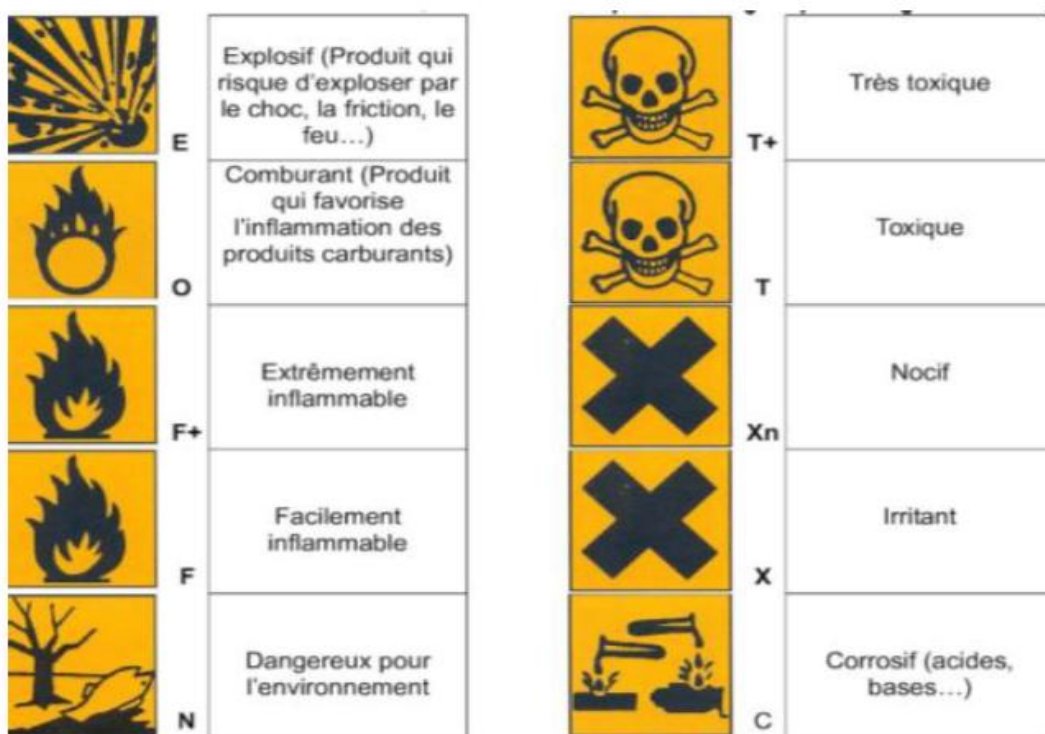 E
Explosif (Produit qui
risque d'exploser par
le choc, la friction, le
feu…)
T+
Très toxique
O
Comburant (Produit
qui favorise
l'inflammation des
produits carburants)
T
Toxique
F+
Extrêmement
inflammable
Xn
Nocif
F
Facilement
inflammable
X
Irritant
N
Dangereux pour
l'environnement
C
Corrosif (acides,
bases…)